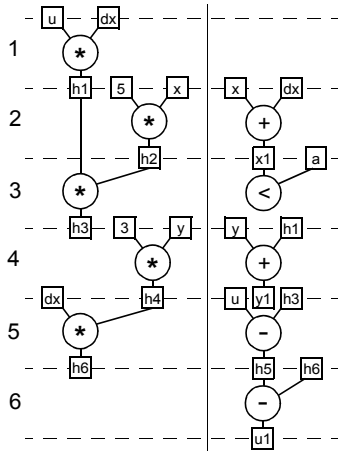 u dx
1
*
h1 5 x x dx
2
* +
h2 x1 a
3
* <
h3 3 y y h1
4
* +
dx h4 u y1 h3
5
* -
h6 h5 h6
6
-
u1